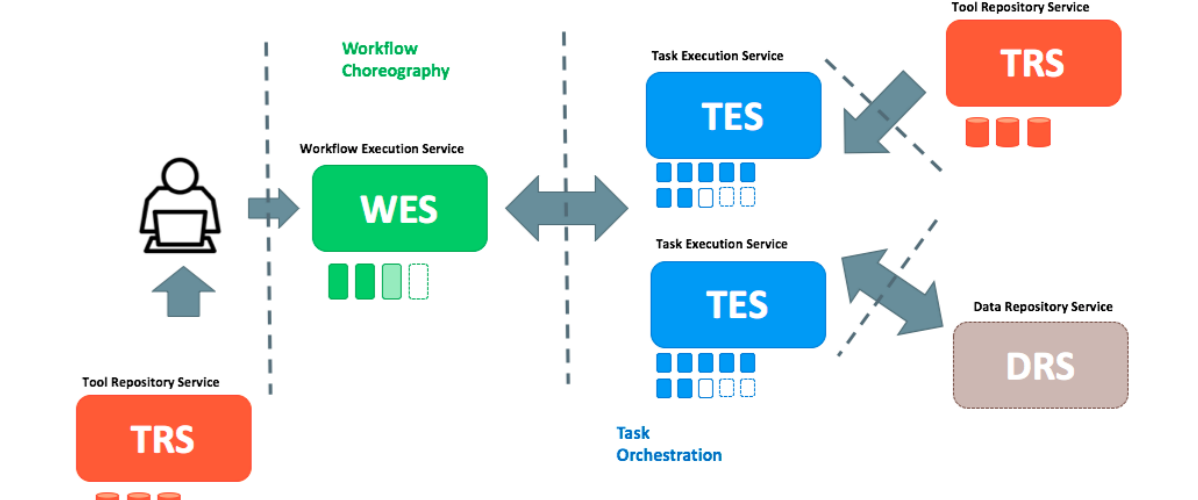 Tool Repository Service
TRS
Workflow
Choreography
Task Execution Service
TES
Workflow Execution Service
WES
Task Execution Service
TES
Data Repository Service
DRS
Tool Repository Service
TRS
Task
Orchestration